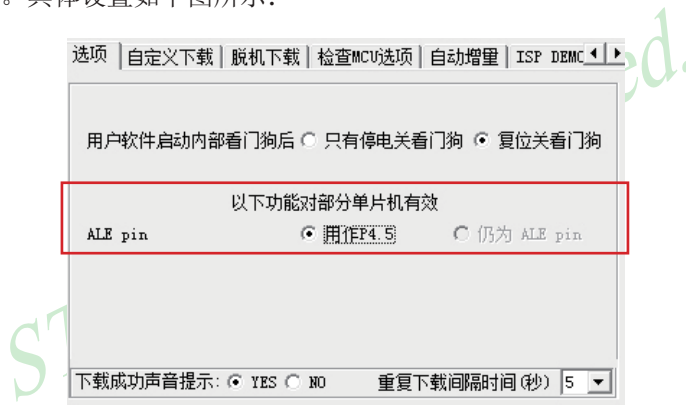 。具体设置如下图所示：
选项 自定义下载 脱机下载 检查MCU选项 自动增量 ISP DEMO
用户软件启动内部看门狗后 只有停电关看门狗 复位关看门狗
以下功能对部分单片机有效
ALE pin 用作P4.5 仍为 ALE pin
下载成功声音提示: YES NO 重复下载间隔时间(秒) 5